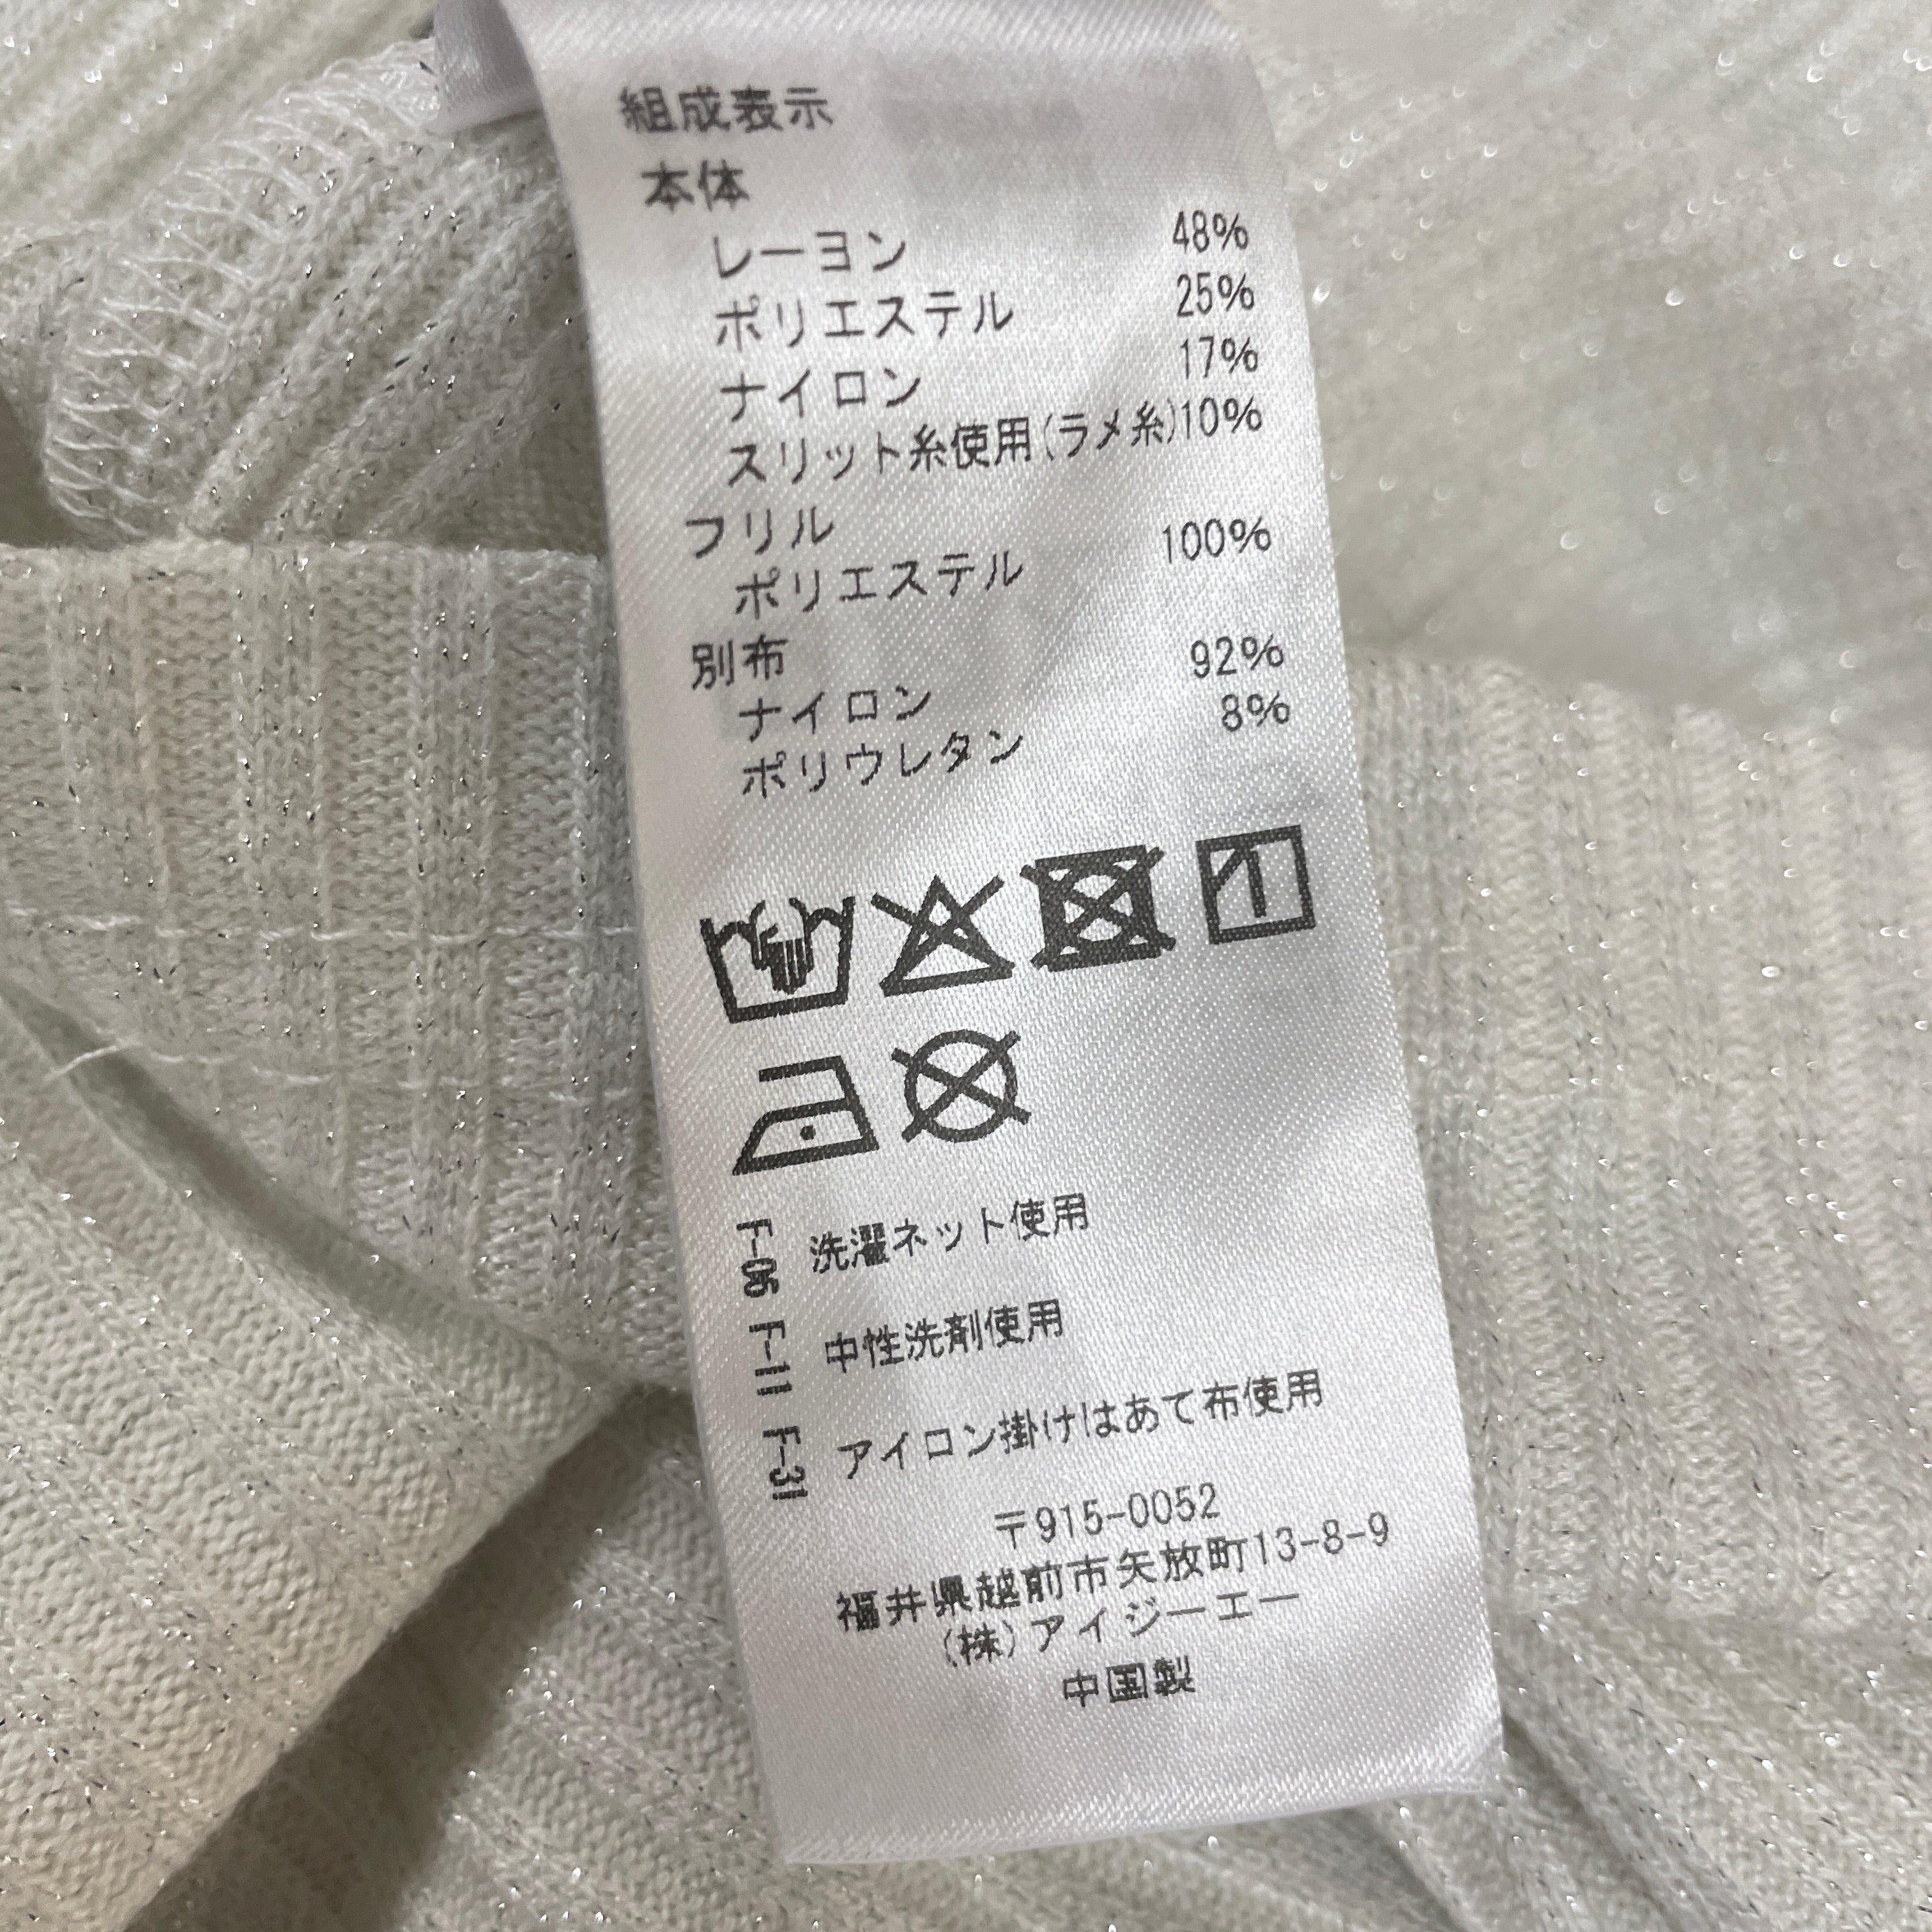 組成表示
本体
レーヨン 48%
ポリエステル 25%
ナイロン 17%
スリット糸使用(ラメ糸)10%
フリル
ポリエステル 100%
別布
ナイロン 92%
ポリウレタン 8%
F-06 洗濯ネット使用
F-11 中性洗剤使用
F-31 アイロン掛けはあて布使用
〒915-0052
福井県越前市矢放町13-8-9
(株)アイジーエー
中国製